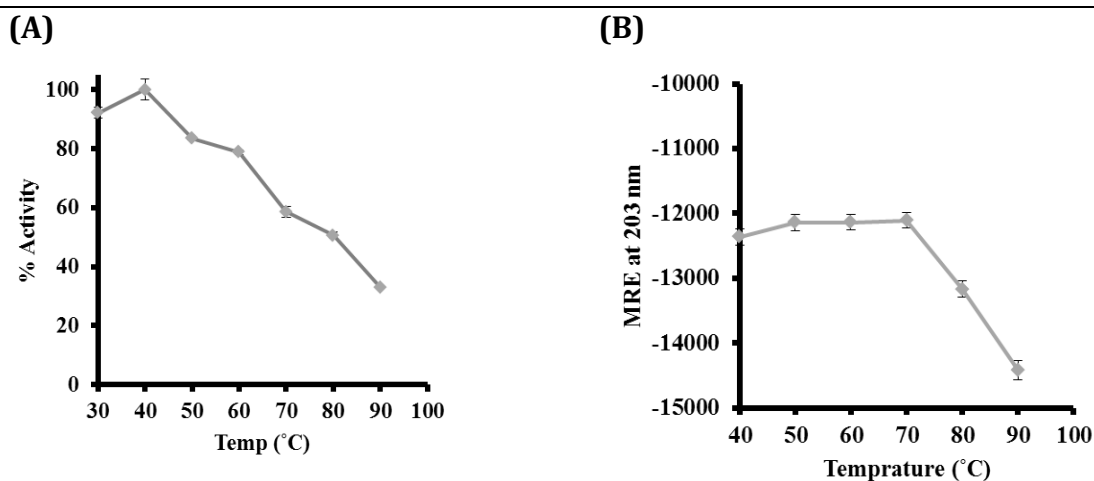 (A)
(B)
% Activity
100
80
60
40
20
0
30 40 50 60 70 80 90 100
Temp (˚C)
MRE at 203 nm
-10000
-11000
-12000
-13000
-14000
-15000
40 50 60 70 80 90 100
Temprature (˚C)